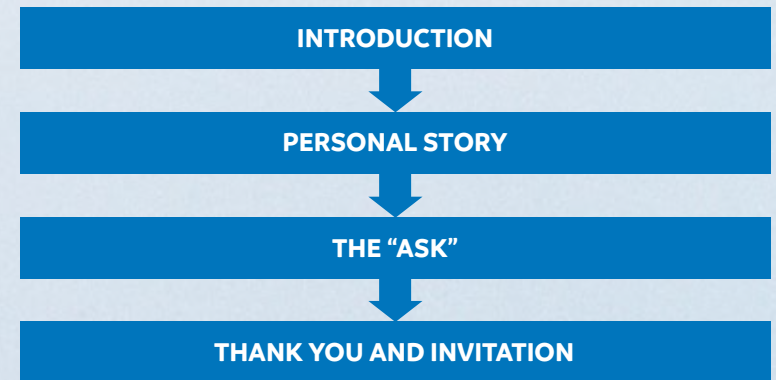 INTRODUCTION
PERSONAL STORY
THE “ASK”
THANK YOU AND INVITATION